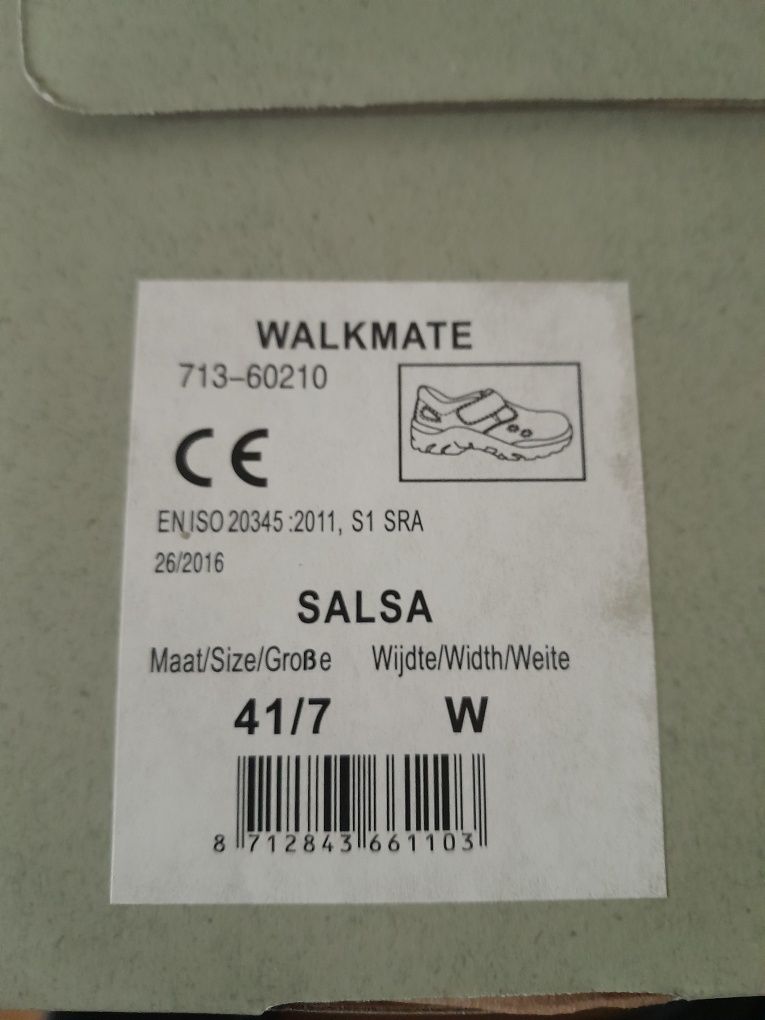 WALKMATE
713-60210
CE
EN ISO 20345:2011, S1 SRA
26/2016
SALSA
Maat/Size/Große Wijdte/Width/Weite
41/7 W
8 712843 661103